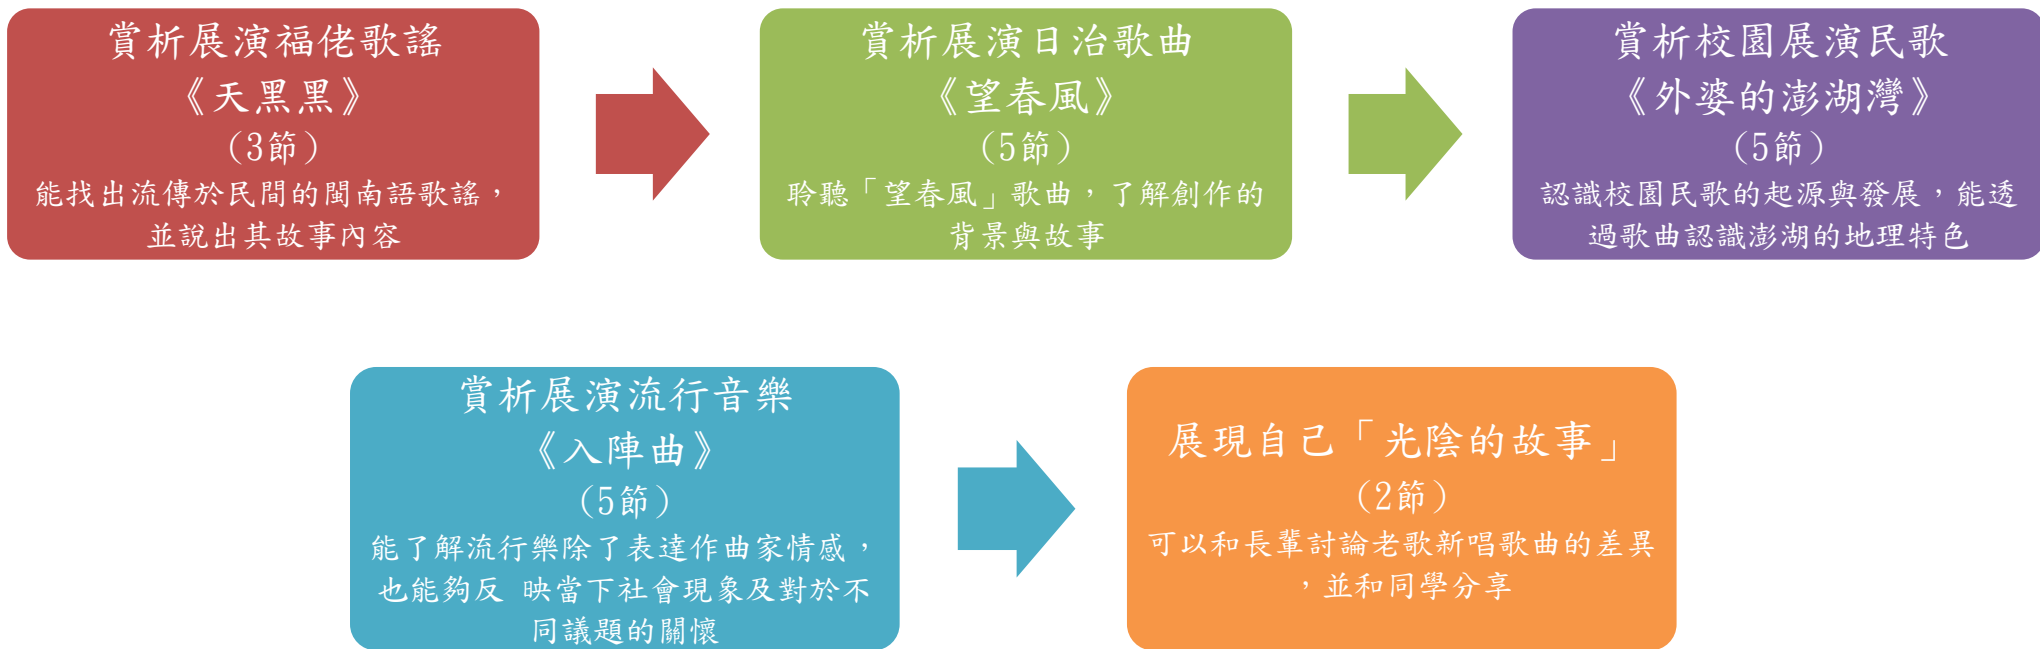 賞析展演福佬歌謠
《天黑黑》
(3節)
能找出流傳於民間的閩南語歌謠，
並說出其故事內容
賞析展演日治歌曲
《望春風》
(5節)
聆聽「望春風」歌曲，了解創作的
背景與故事
賞析校園展演民歌
《外婆的澎湖灣》
(5節)
認識校園民歌的起源與發展，能透
過歌曲認識澎湖的地理特色
賞析展演流行音樂
《入陣曲》
(5節)
能了解流行樂除了表達作曲家情感，
也能夠反 映當下社會現象及對於不
同議題的關懷
展現自己「光陰的故事」
(2節)
可以和長輩討論老歌新唱歌曲的差異
，並和同學分享